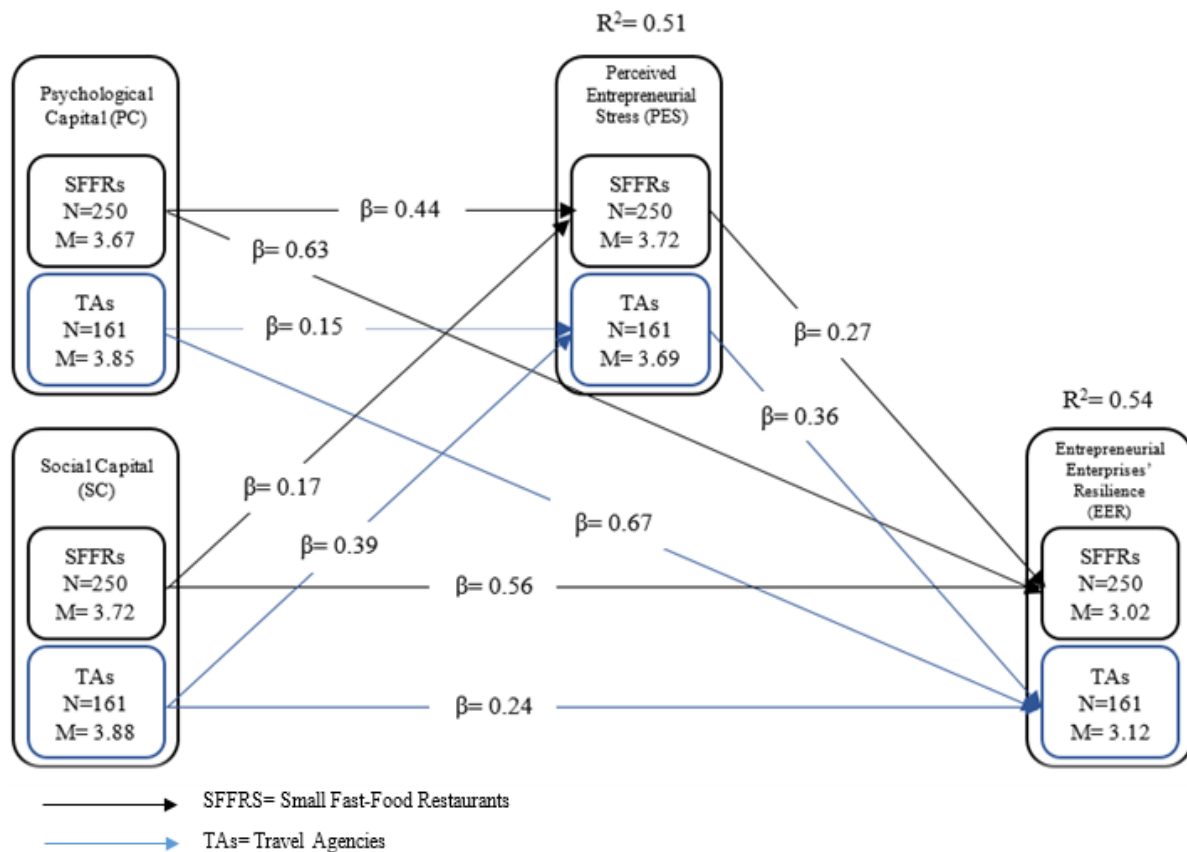 R²= 0.51
Psychological
Capital (PC)
SFFRs
N=250
M= 3.67
TAs
N=161
M= 3.85
Perceived
Entrepreneurial
Stress (PES)
SFFRs
N=250
M= 3.72
TAs
N=161
M= 3.69
β= 0.44
β= 0.63
β= 0.15
β= 0.27
β= 0.36
R²= 0.54
Social Capital
(SC)
SFFRs
N=250
M= 3.72
TAs
N=161
M= 3.88
β= 0.17
β= 0.39
β= 0.67
β= 0.56
β= 0.24
Entrepreneurial
Enterprises’
Resilience
(EER)
SFFRs
N=250
M= 3.02
TAs
N=161
M= 3.12
SFFRS= Small Fast-Food Restaurants
TAs= Travel Agencies